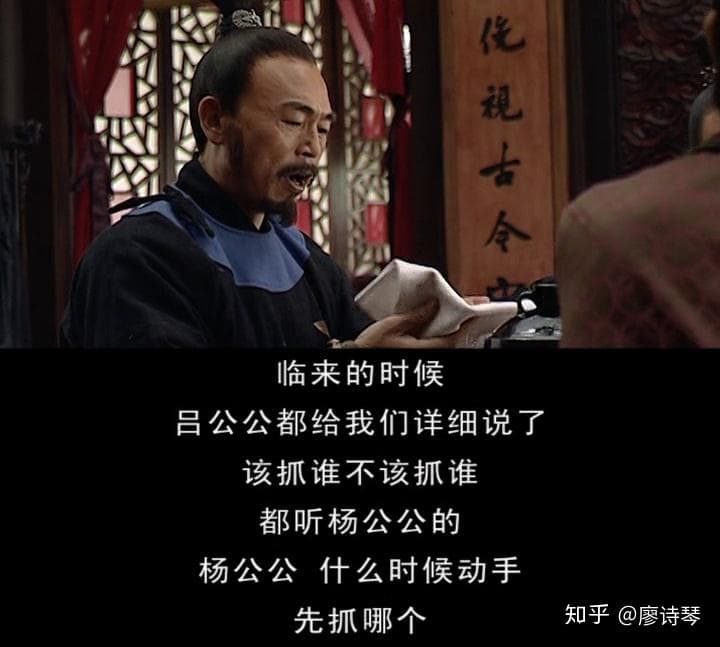 俛視古今
临来的时候
吕公公都给我们详细说了
该抓谁不该抓谁
都听杨公公的
杨公公 什么时候动手
先抓哪个
知乎 @廖诗琴